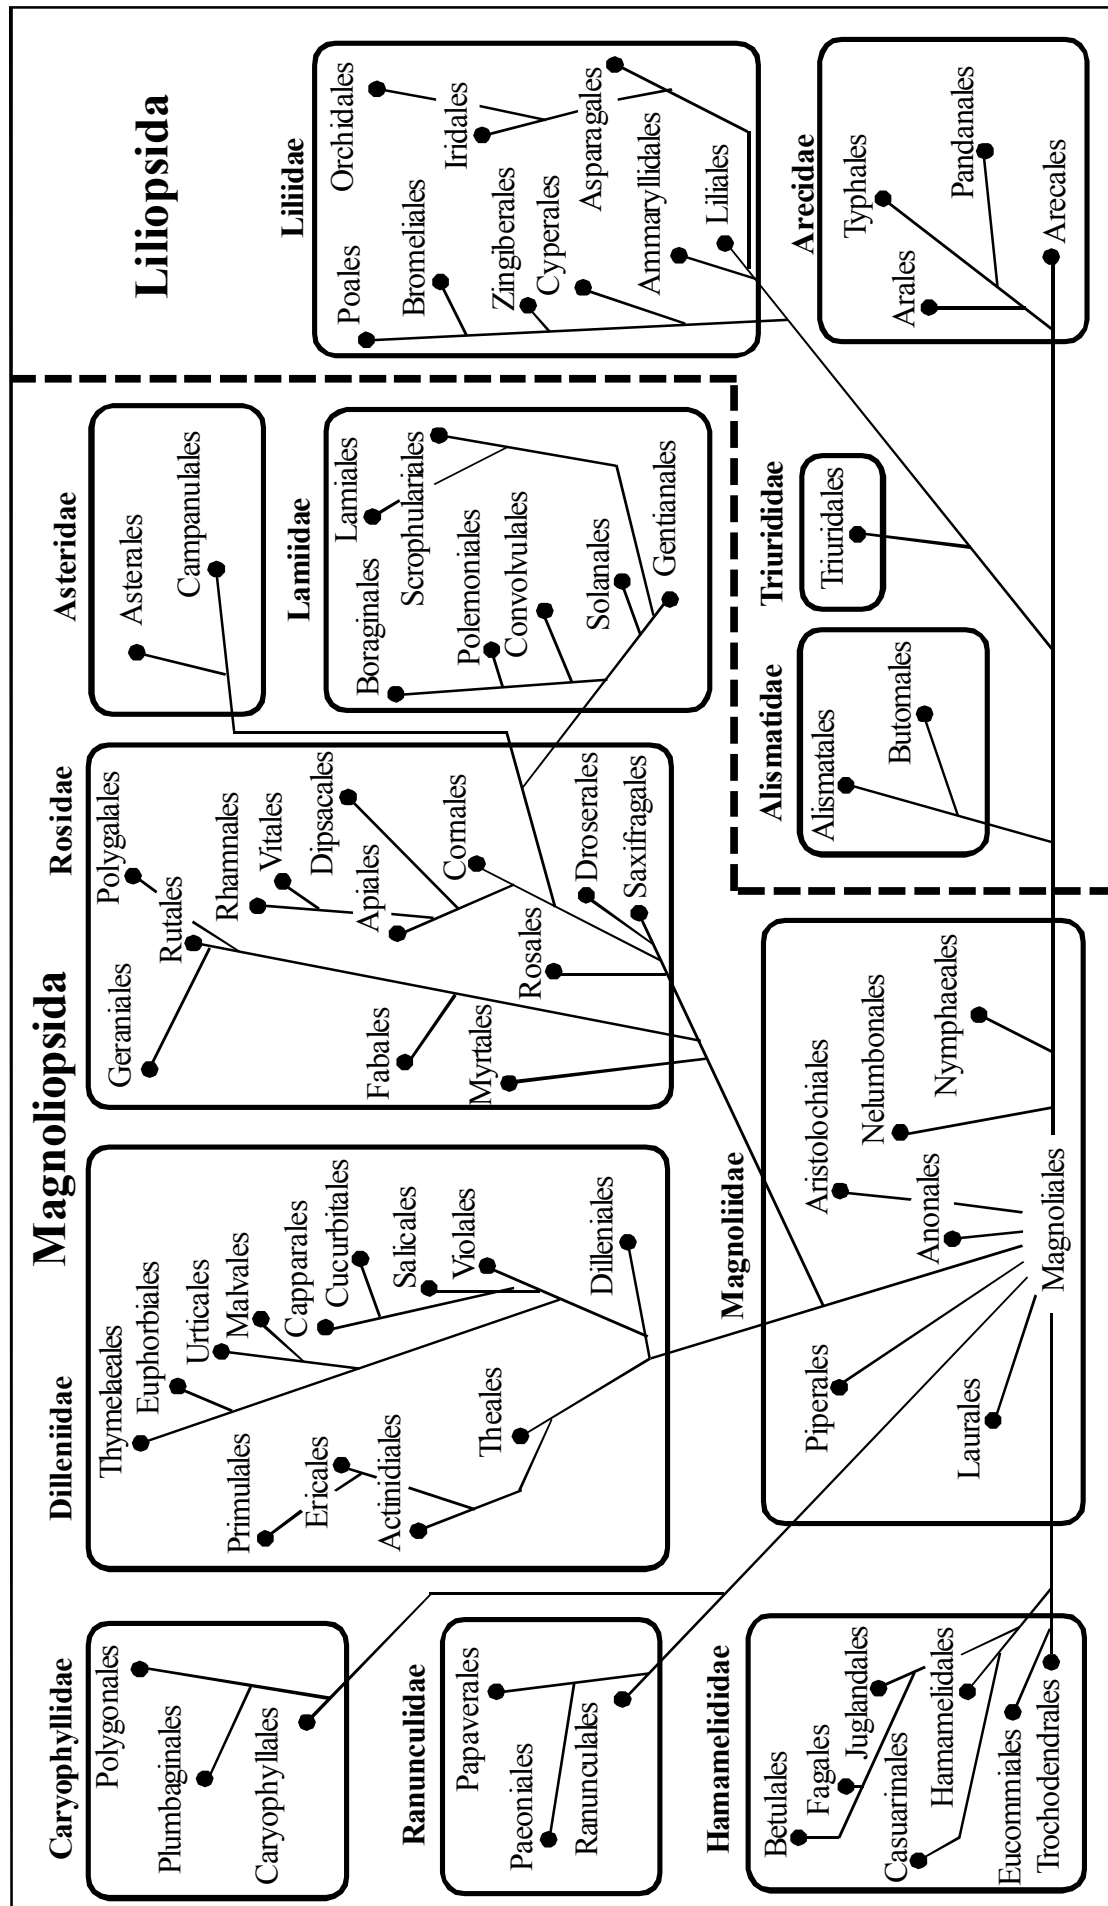 Magnoliopsida
Liliopsida
Caryophyllidae
Polygonales
Plumbaginales
Caryophyllales
Ranunculidae
Papaverales
Paeoniales
Ranunculales
Hamamelididae
Betulales
Fagales
Juglandales
Casuarinales
Hamamelidales
Eucommiales
Trochodendrales
Dilleniidae
Thymelaeales
Euphorbiales
Urticales
Malvales
Capparales
Cucurbitales
Salicales
Violales
Dilleniales
Primulales
Ericales
Actinidiales
Theales
Magnoliidae
Piperales
Laurales
Aristolochiales
Anonales
Nelumbonales
Nymphaeales
Magnoliales
Rosidae
Polygalales
Rutales
Geraniales
Rhamnales
Vitales
Dipsacales
Apiales
Cornales
Fabales
Myrtales
Rosales
Droserales
Saxifragales
Asteridae
Asterales
Campanulales
Lamiidae
Lamiales
Scrophulariales
Boraginales
Polemoniales
Convolvulales
Solanales
Gentianales
Alismatidae
Alismatales
Butomales
Triurididae
Triuridales
Liliidae
Orchidales
Iridales
Asparagales
Poales
Bromeliales
Zingiberales
Cyperales
Ammaryllidales
Liliales
Arecidae
Typhales
Pandanales
Arales
Arecales